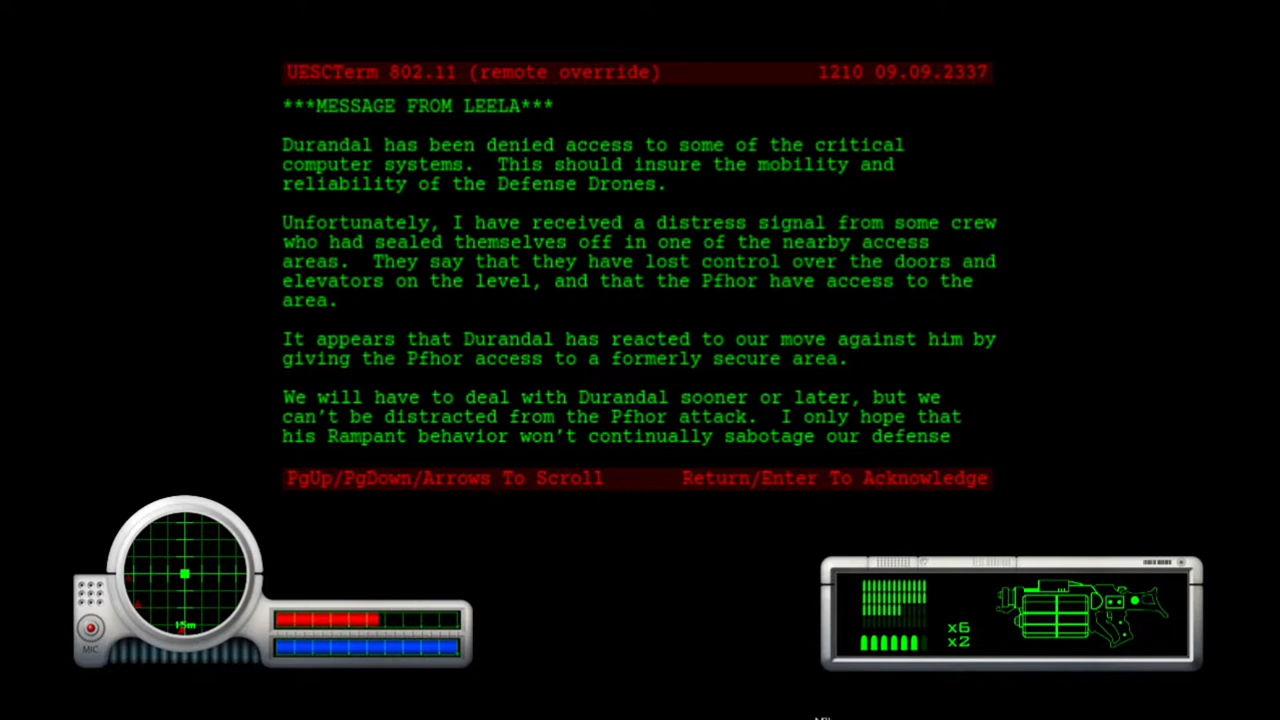 UESCTerm 802.11 (remote override) 1210 09.09.2337
***MESSAGE FROM LEELA***
Durandal has been denied access to some of the critical
computer systems.  This should insure the mobility and
reliability of the Defense Drones.
Unfortunately, I have received a distress signal from some crew
who had sealed themselves off in one of the nearby access
areas.  They say that they have lost control over the doors and
elevators on the level, and that the Pfhor have access to the
area.
It appears that Durandal has reacted to our move against him by
giving the Pfhor access to a formerly secure area.
We will have to deal with Durandal sooner or later, but we
can't be distracted from the Pfhor attack.  I only hope that
his Rampant behavior won't continually sabotage our defense
PgUp/PgDown/Arrows To Scroll Return/Enter To Acknowledge
15m
MIC
x6
x2